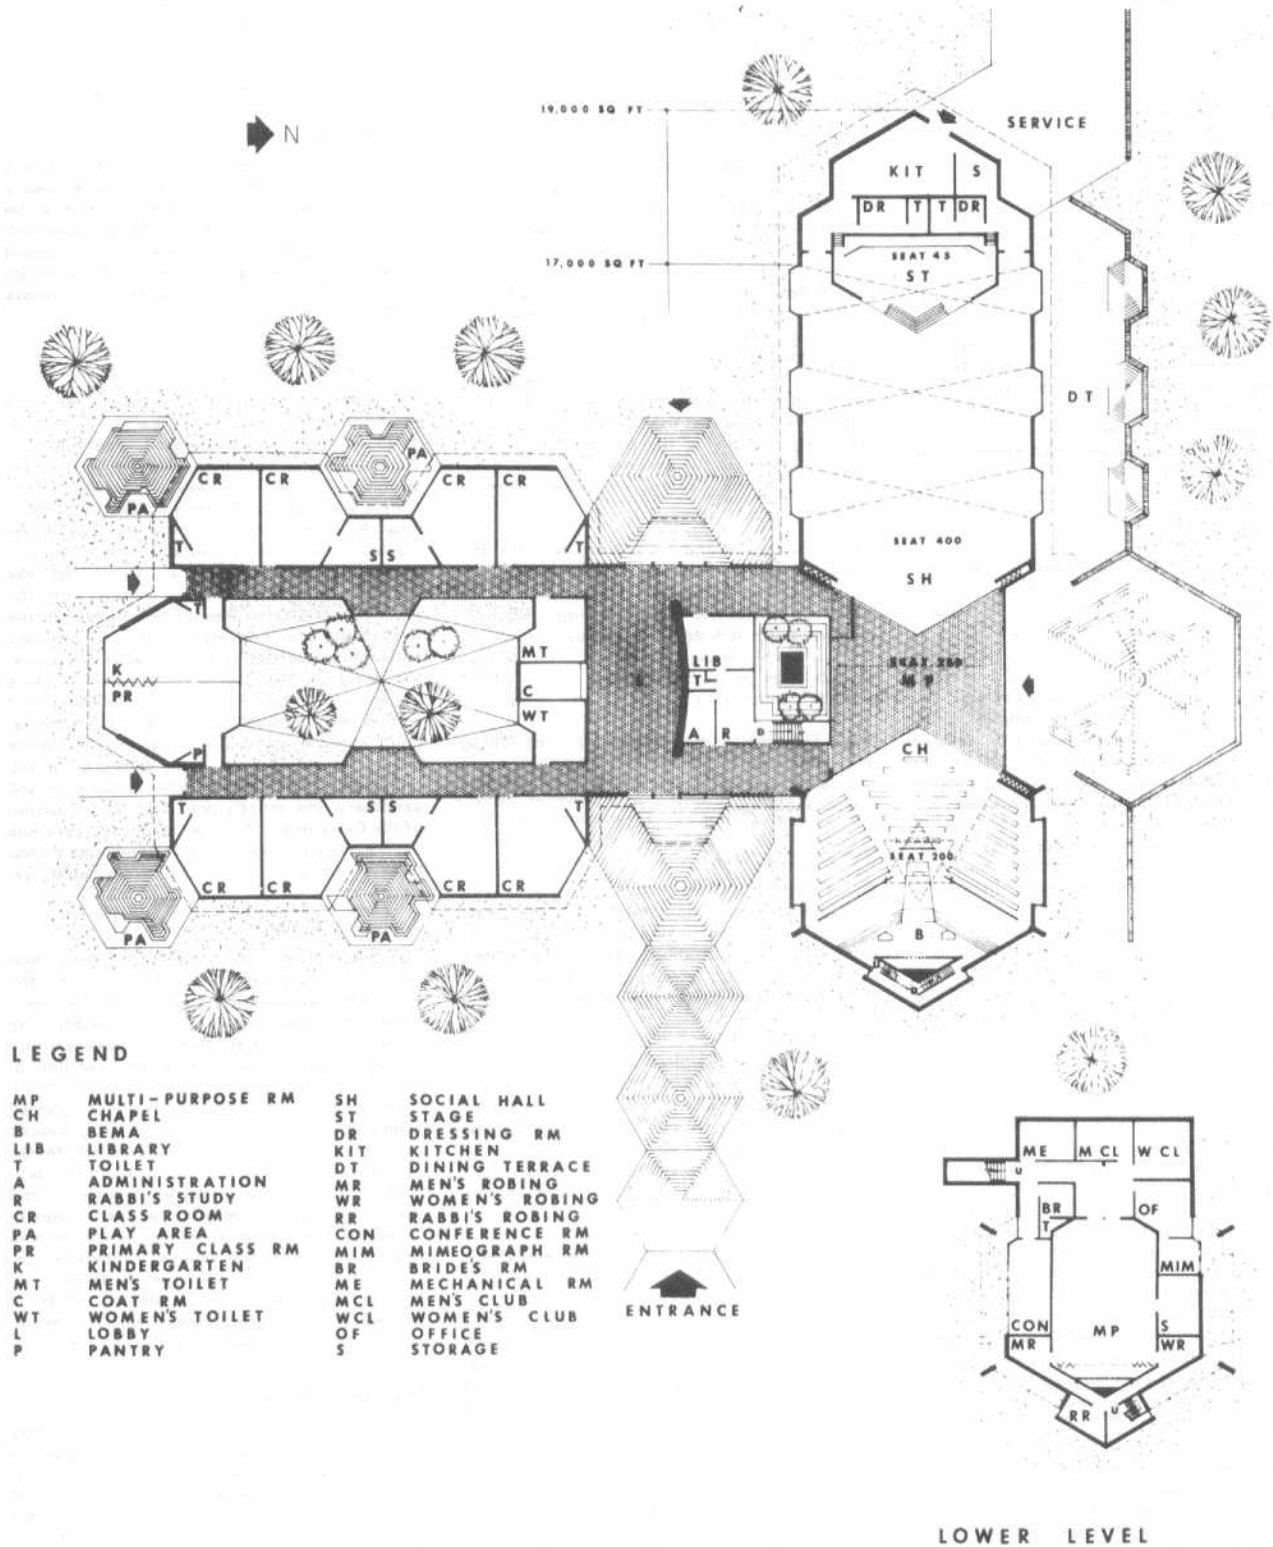 19,000 SQ FT
SERVICE
N
KIT S
DR T T DR
SEAT 45
17,000 SQ FT
ST
DT
PA
CR CR CR CR
PA
SEAT 400
T S S T
SH
T
MT
LIB
K
T
SEAT 250
PR
C
L
MP
WT
A R D
P
CH
T S S T
SEAT 200
CR CR CR CR
B
PA PA
LEGEND
MP MULTI-PURPOSE RM
CH CHAPEL
B BEMA
LIB LIBRARY
T TOILET
A ADMINISTRATION
R RABBI'S STUDY
CR CLASS ROOM
PA PLAY AREA
PR PRIMARY CLASS RM
K KINDERGARTEN
MT MEN'S TOILET
C COAT RM
WT WOMEN'S TOILET
L LOBBY
P PANTRY
SH SOCIAL HALL
ST STAGE
DR DRESSING RM
KIT KITCHEN
DT DINING TERRACE
MR MEN'S ROBING
WR WOMEN'S ROBING
RR RABBI'S ROBING
CON CONFERENCE RM
MIM MIMEOGRAPH RM
BR BRIDE'S RM
ME MECHANICAL RM
MCL MEN'S CLUB
WCL WOMEN'S CLUB
OF OFFICE
S STORAGE
ENTRANCE
ME M CL W CL
U
BR OF
T
MIM
CON MP S
MR WR
RR U
LOWER LEVEL